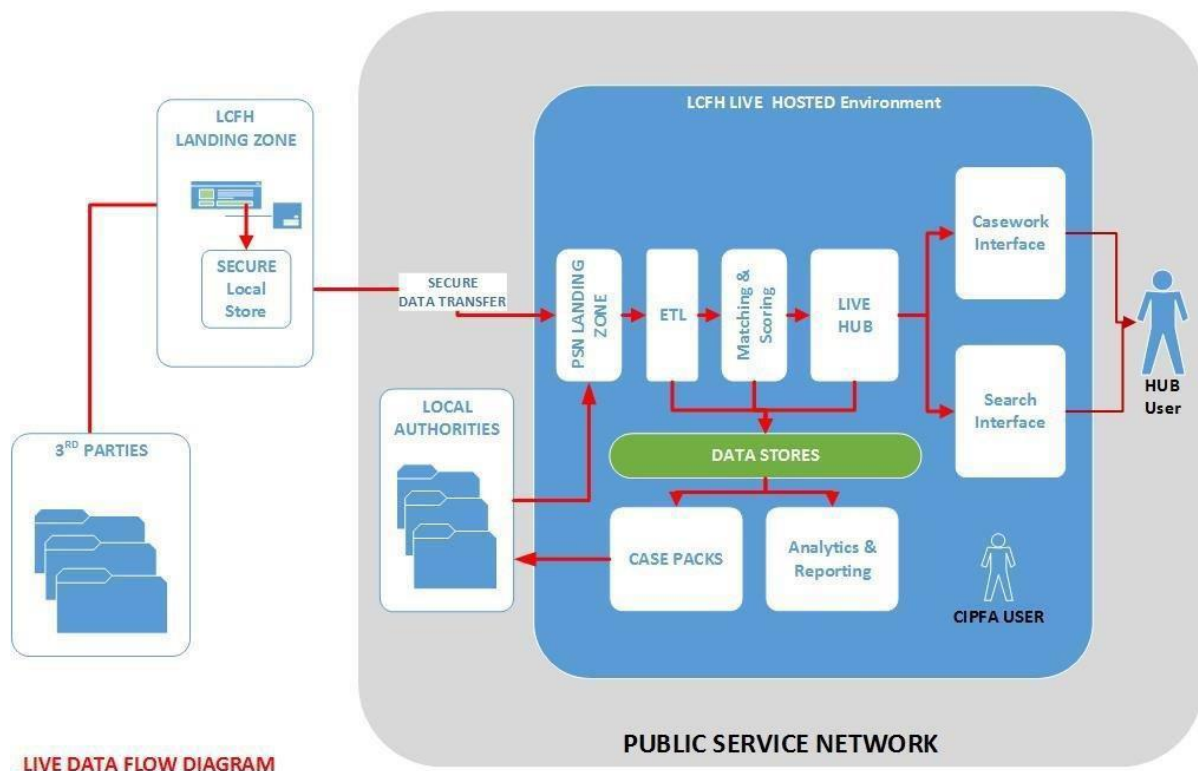 LCFH
LANDING ZONE
SECURE
Local
Store
3RD PARTIES
SECURE
DATA TRANSFER
LOCAL
AUTHORITIES
LCFH LIVE HOSTED Environment
PSN LANDING
ZONE
ETL
Matching &
Scoring
LIVE
HUB
Casework
Interface
Search
Interface
HUB
User
DATA STORES
CASE PACKS
Analytics &
Reporting
CIPFA USER
PUBLIC SERVICE NETWORK
LIVE DATA FLOW DIAGRAM